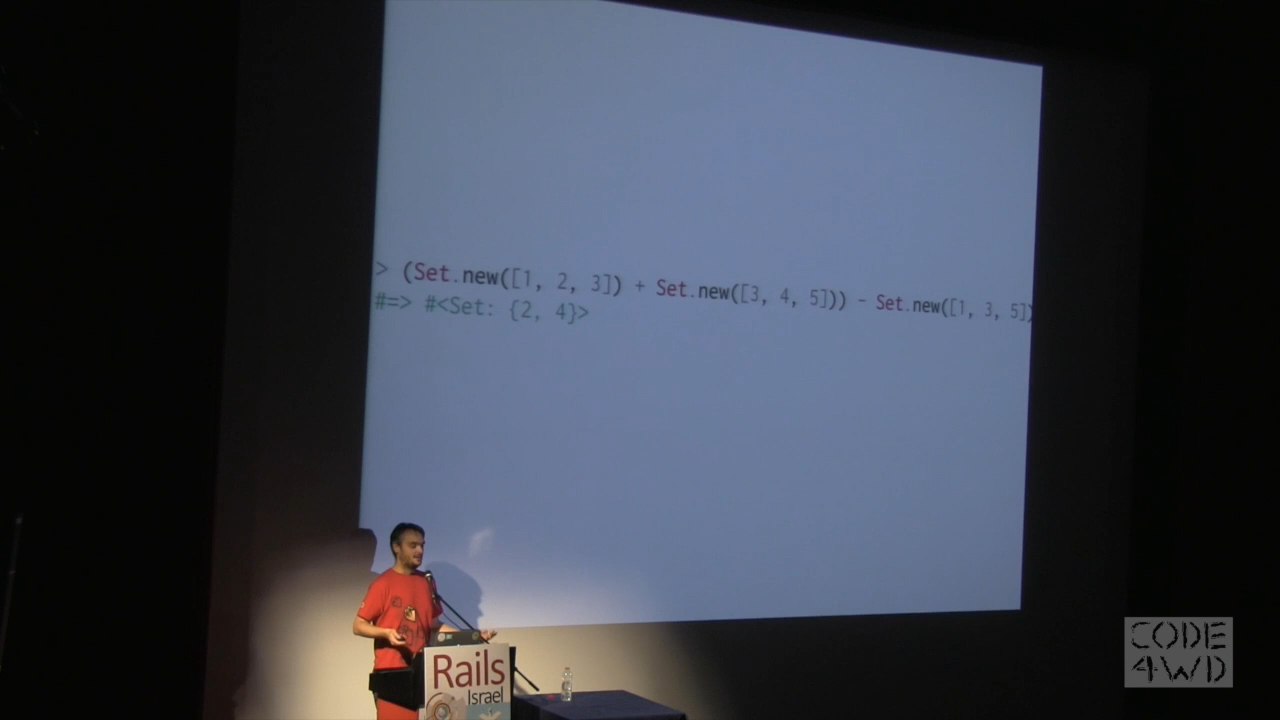 > (Set.new([1, 2, 3]) + Set.new([3, 4, 5])) - Set.new([1, 3, 5])
#=> #<Set: {2, 4}>
Rails
Israel
CODE
4WD